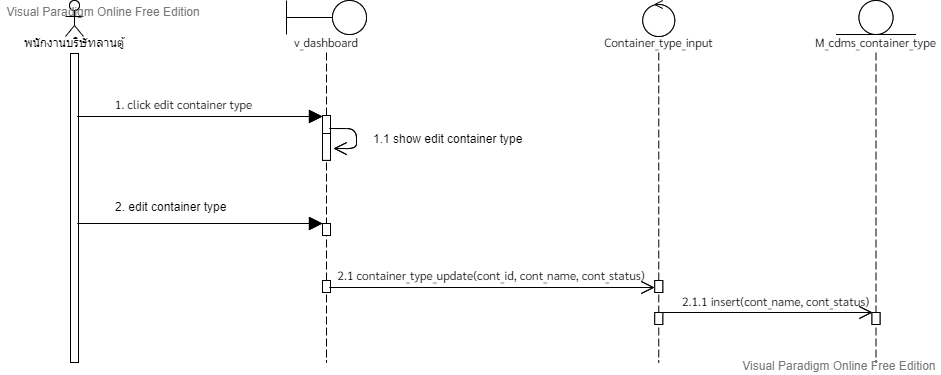 Visual Paradigm Online Free Edition
พนักงานบริษัทลานตู้
v_dashboard
Container_type_input
M_cdms_container_type
1. click edit container type
1.1 show edit container type
2. edit container type
2.1 container_type_update(cont_id, cont_name, cont_status)
2.1.1 insert(cont_name, cont_status)
Visual Paradigm Online Free Edition